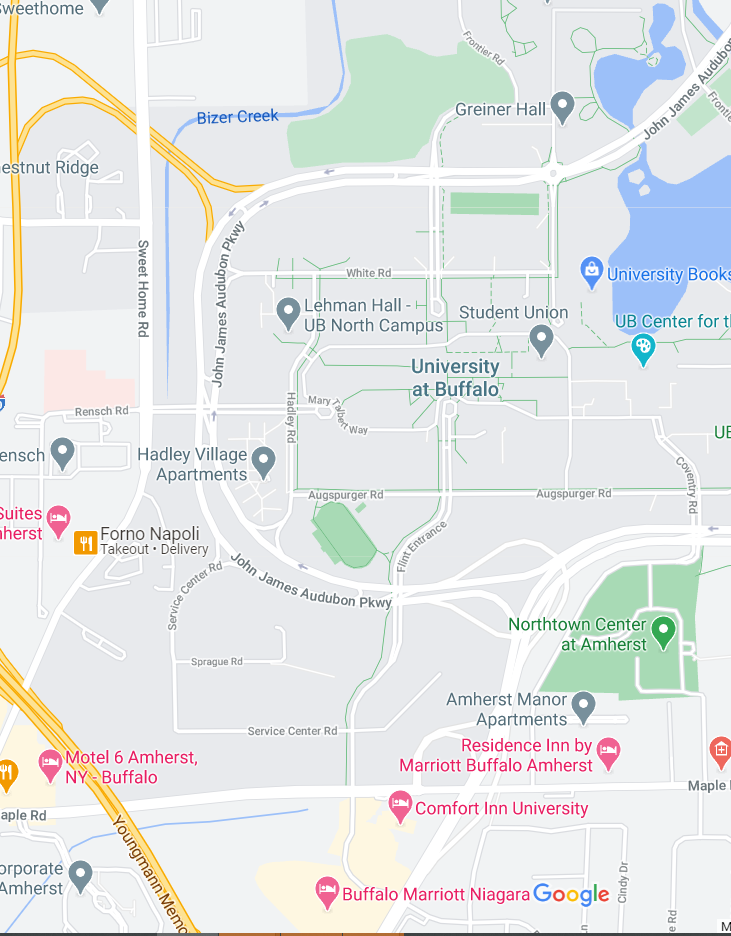 Sweethome
Frontier Rd
Bizer Creek
Greiner Hall
John James Audubon
Frontier
estnut Ridge
John James Audubon Pkwy
Sweet Home Rd
White Rd
University Books
Lehman Hall -
UB North Campus
Student Union
UB Center for th
University
at Buffalo
Rensch Rd
Hadley Rd
Mary Talbert Way
UB
Hadley Village
Apartments
ensch
Coventry Rd
Augspurger Rd
Augspurger Rd
Suites
mherst
Forno Napoli
Takeout • Delivery
Flint Entrance
John James Audubon Pkwy
Service Center Rd
Northtown Center
at Amherst
Sprague Rd
Amherst Manor
Apartments
Service Center Rd
Residence Inn by
Marriott Buffalo Amherst
Motel 6 Amherst,
NY - Buffalo
Maple
Comfort Inn University
aple Rd
Youngmann Memo
orporate
Amherst
Cindy Dr
Buffalo Marriott Niagara
Google
e Rd
M